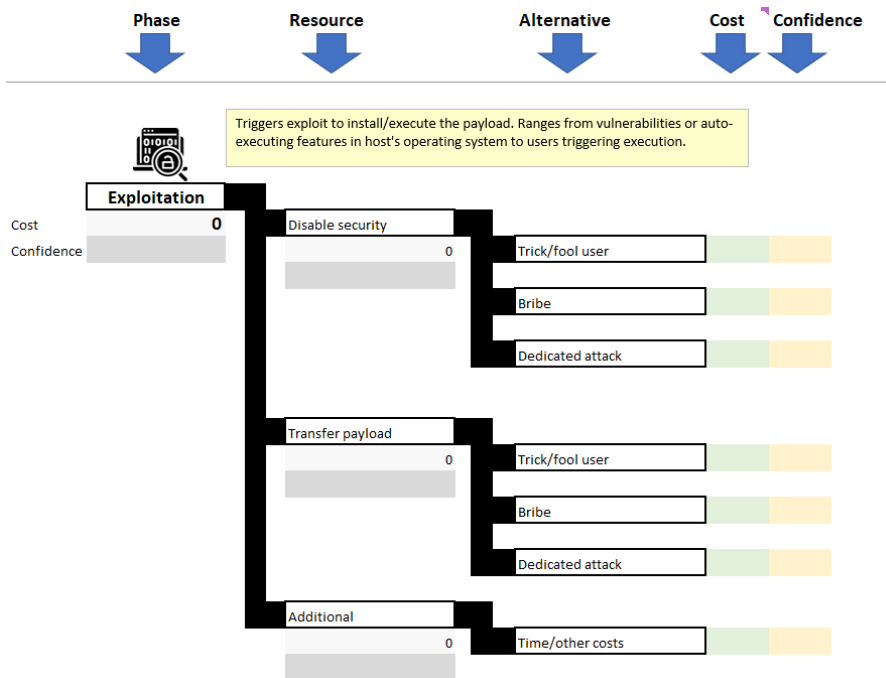 Phase Resource Alternative Cost Confidence
Triggers exploit to install/execute the payload. Ranges from vulnerabilities or auto-
executing features in host's operating system to users triggering execution.
Exploitation
Cost 0 Disable security
Confidence 0 Trick/fool user
Bribe
Dedicated attack
Transfer payload
0 Trick/fool user
Bribe
Dedicated attack
Additional
0 Time/other costs